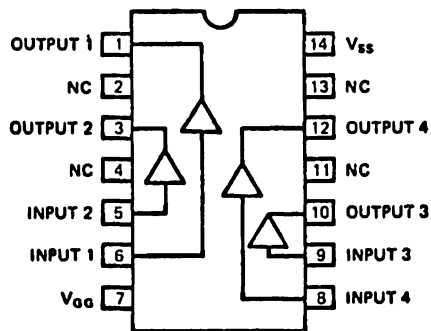 OUTPUT 1 1
NC 2
OUTPUT 2 3
NC 4
INPUT 2 5
INPUT 1 6
VGG 7
14 VSS
13 NC
12 OUTPUT 4
11 NC
10 OUTPUT 3
9 INPUT 3
8 INPUT 4